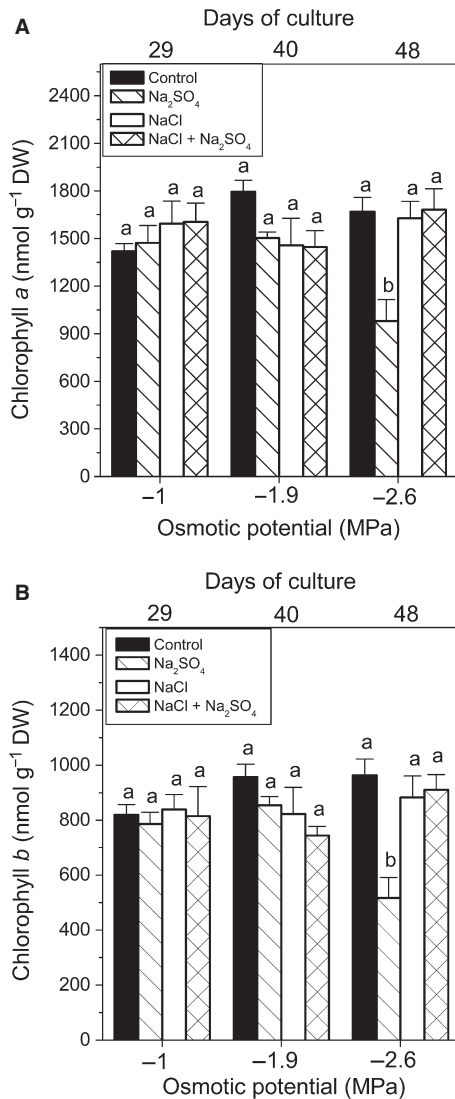 A
Days of culture
29 40 48
Control
Na₂SO₄
NaCl
NaCl + Na₂SO₄
Chlorophyll a (nmol g⁻¹ DW)
2400
2100
1800
1500
1200
900
600
300
0
a a a a a a a a a b a a
–1 –1.9 –2.6
Osmotic potential (MPa)
B
Days of culture
29 40 48
Control
Na₂SO₄
NaCl
NaCl + Na₂SO₄
Chlorophyll b (nmol g⁻¹ DW)
1400
1200
1000
800
600
400
200
0
a a a a a a a a a b a a
–1 –1.9 –2.6
Osmotic potential (MPa)